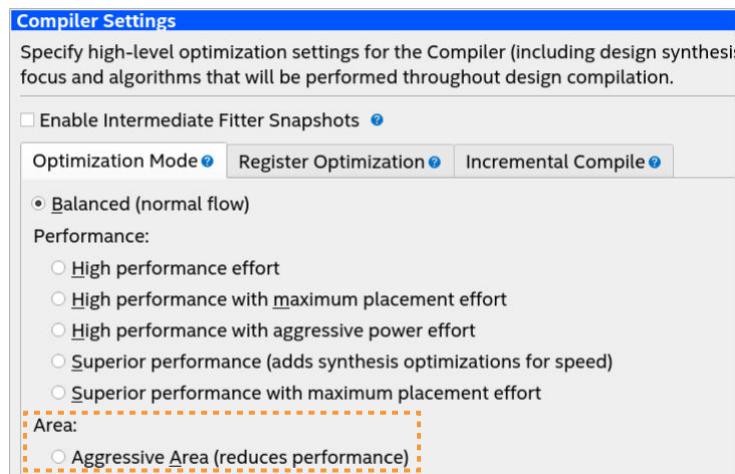 Compiler Settings
Specify high-level optimization settings for the Compiler (including design synthesis
focus and algorithms that will be performed throughout design compilation.
Enable Intermediate Fitter Snapshots
Optimization Mode Register Optimization Incremental Compile
Balanced (normal flow)
Performance:
High performance effort
High performance with maximum placement effort
High performance with aggressive power effort
Superior performance (adds synthesis optimizations for speed)
Superior performance with maximum placement effort
Area:
Aggressive Area (reduces performance)